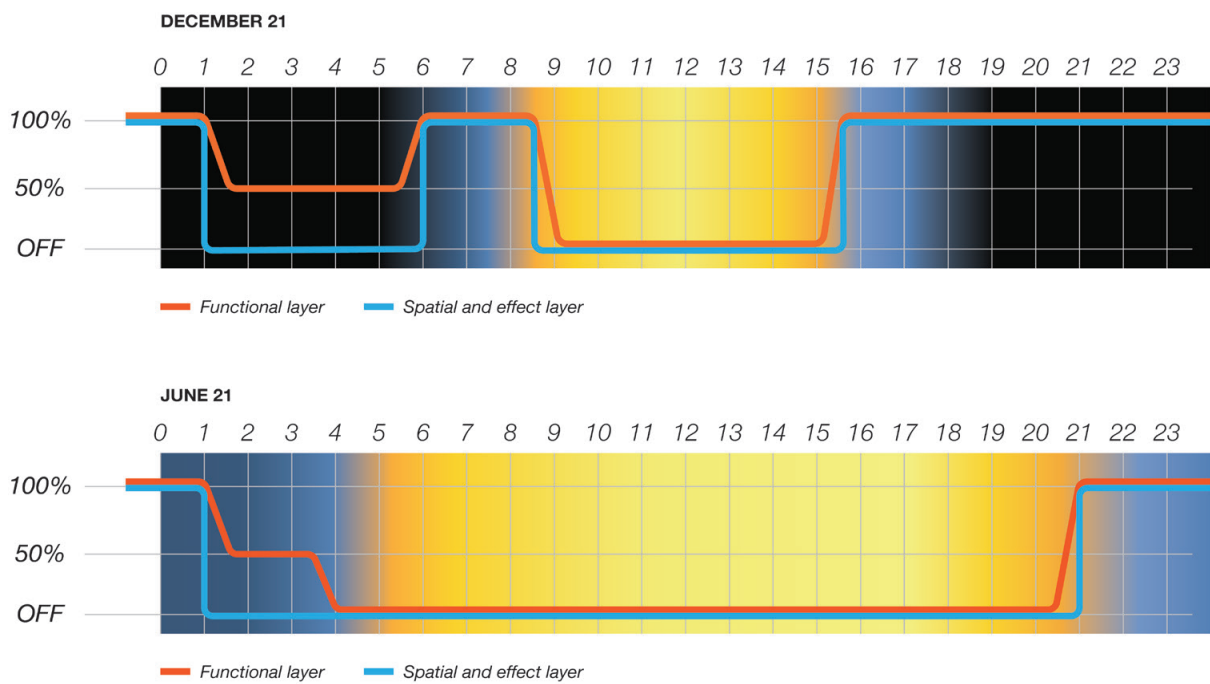 DECEMBER 21
0 1 2 3 4 5 6 7 8 9 10 11 12 13 14 15 16 17 18 19 20 21 22 23
100%
50%
OFF
Functional layer Spatial and effect layer
JUNE 21
0 1 2 3 4 5 6 7 8 9 10 11 12 13 14 15 16 17 18 19 20 21 22 23
100%
50%
OFF
Functional layer Spatial and effect layer